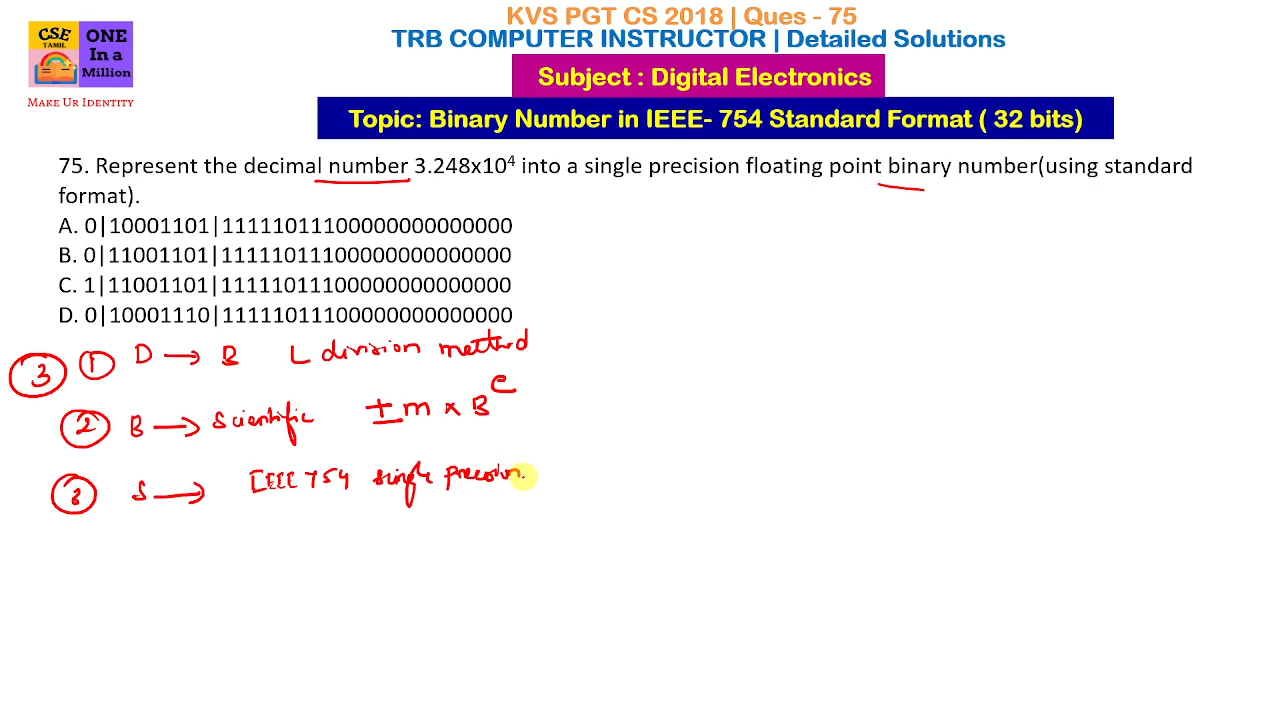 KVS PGT CS 2018 | Ques - 75
TRB COMPUTER INSTRUCTOR | Detailed Solutions
CSE TAMIL
ONE In a Million
MAKE UR IDENTITY
Subject : Digital Electronics
Topic: Binary Number in IEEE- 754 Standard Format ( 32 bits)
75. Represent the decimal number 3.248x10⁴ into a single precision floating point binary number(using standard
format).
A. 0|10001101|11111011100000000000000
B. 0|11001101|11111011100000000000000
C. 1|11001101|11111011100000000000000
D. 0|10001110|11111011100000000000000
3 1 D → B L division method
2 B → Scientific ± m × B^e
3 S → IEEE 754 single precision.